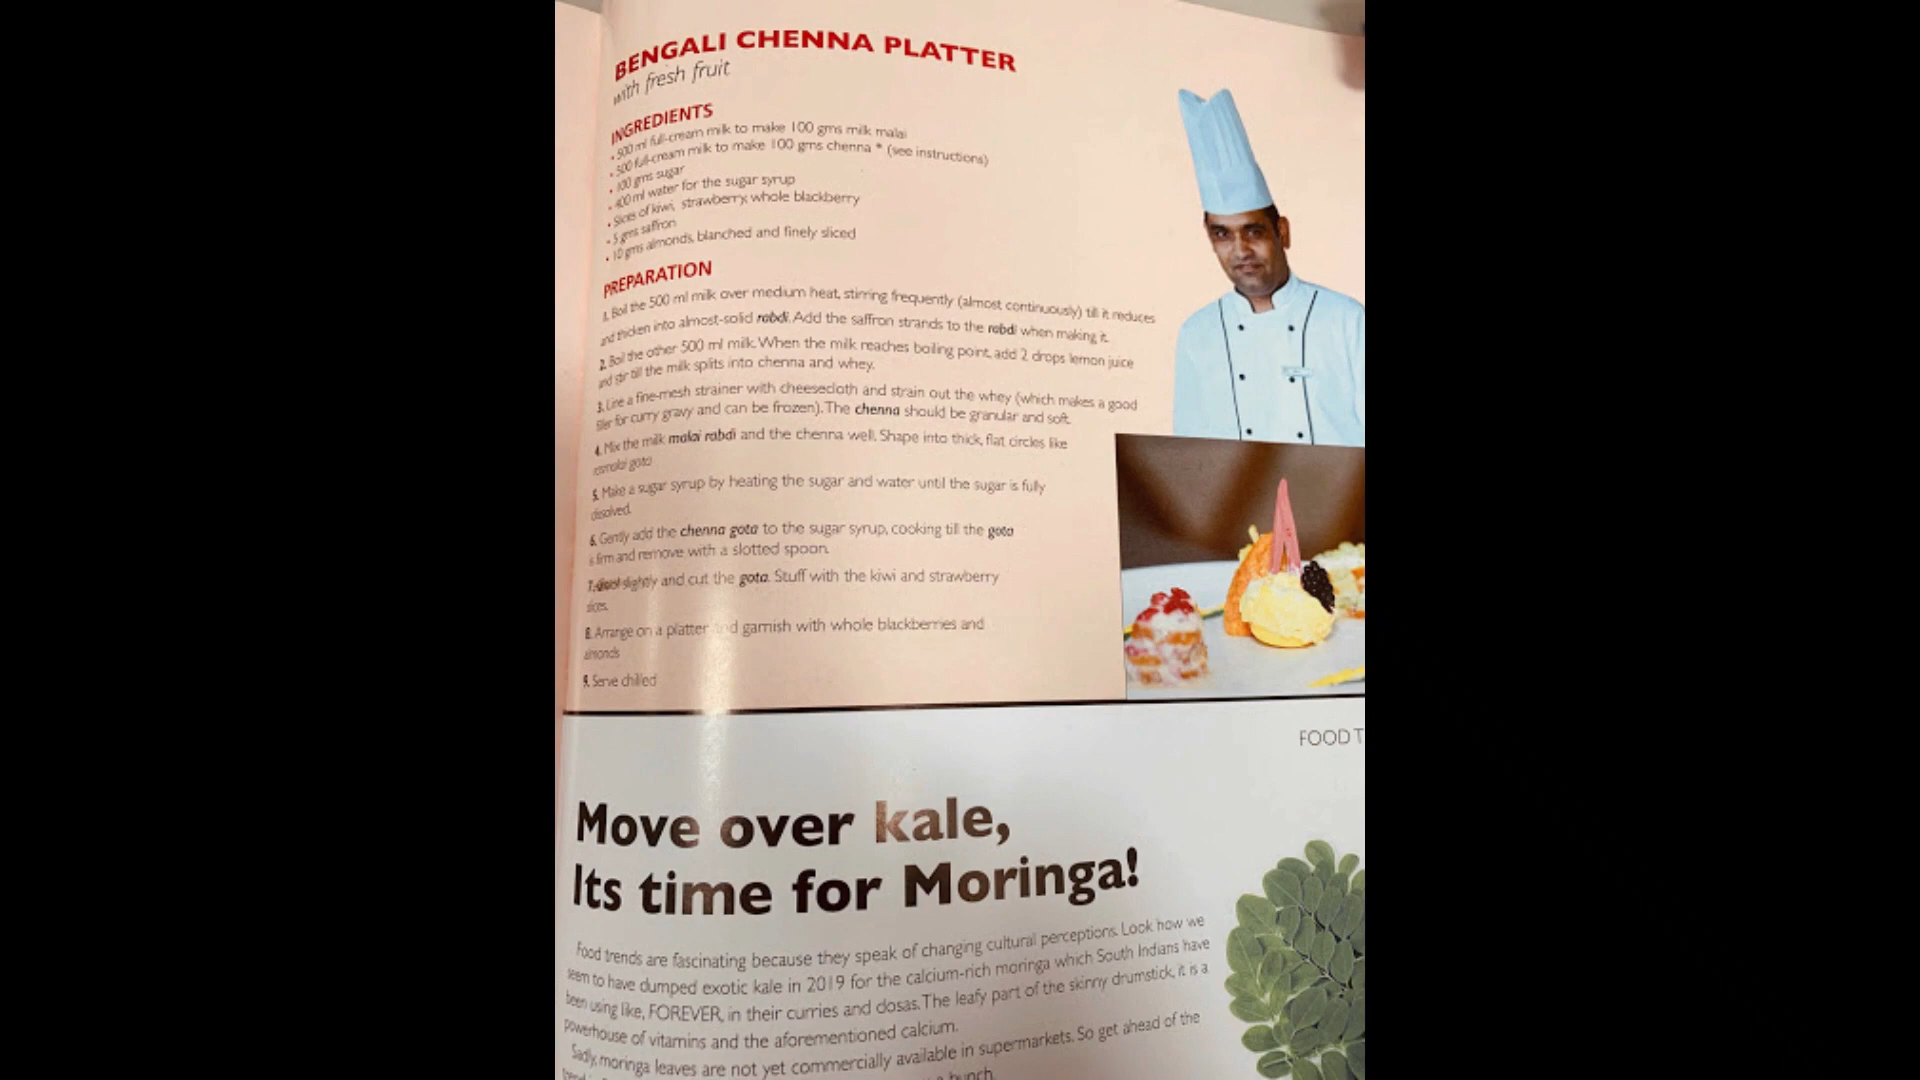 BENGALI CHENNA PLATTER
with fresh fruit
INGREDIENTS
• 500 ml full-cream milk to make 100 gms milk malai
• 500 full-cream milk to make 100 gms chenna * (see instructions)
• 100 gms sugar
• 400 ml water for the sugar syrup
• Slices of kiwi, strawberry, whole blackberry
• 5 gms saffron
• 10 gms almonds, blanched and finely sliced
PREPARATION
1. Boil the 500 ml milk over medium heat, stirring frequently (almost continuously) till it reduces
and thicken into almost-solid rabdi. Add the saffron strands to the rabdi when making it.
2. Boil the other 500 ml milk. When the milk reaches boiling point, add 2 drops lemon juice
and stir till the milk splits into chenna and whey.
3. Line a fine-mesh strainer with cheesecloth and strain out the whey (which makes a good
filler for curry gravy and can be frozen). The chenna should be granular and soft.
4. Mix the milk malai rabdi and the chenna well. Shape into thick, flat circles like
rasmalai gota
5. Make a sugar syrup by heating the sugar and water until the sugar is fully
dissolved.
6. Gently add the chenna gota to the sugar syrup, cooking till the gota
is firm and remove with a slotted spoon.
7. slightly and cut the gota. Stuff with the kiwi and strawberry
slices.
8. Arrange on a platter and garnish with whole blackberries and
almonds
9. Serve chilled
FOOD T
Move over kale,
Its time for Moringa!
Food trends are fascinating because they speak of changing cultural perceptions. Look how we
seem to have dumped exotic kale in 2019 for the calcium-rich moringa which South Indians have
been using like, FOREVER, in their curries and dosas. The leafy part of the skinny drumstick, it is a
powerhouse of vitamins and the aforementioned calcium.
Sadly, moringa leaves are not yet commercially available in supermarkets. So get ahead of the
bunch.